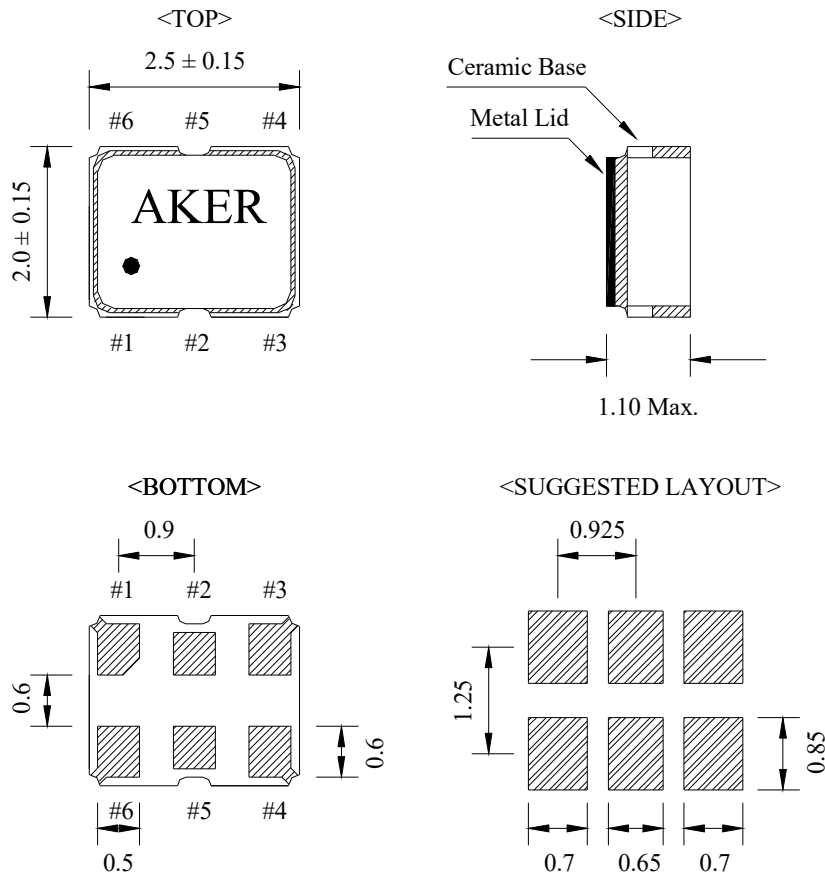 <TOP>
2.5 ± 0.15
#6 #5 #4
2.0 ± 0.15
AKER
#1 #2 #3
<SIDE>
Ceramic Base
Metal Lid
1.10 Max.
<BOTTOM>
0.9
#1 #2 #3
0.6
0.6
#6 #5 #4
0.5
<SUGGESTED LAYOUT>
0.925
1.25
0.85
0.7 0.65 0.7